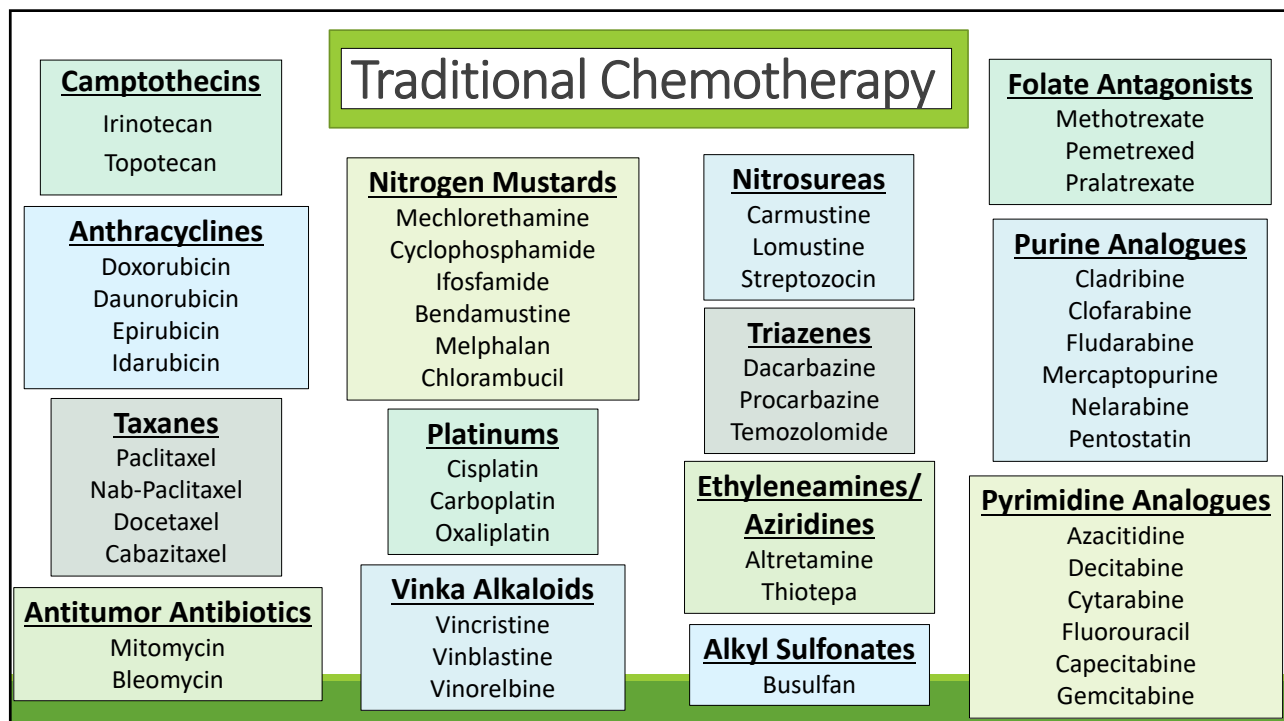 Traditional Chemotherapy
Camptothecins
Irinotecan
Topotecan
Anthracyclines
Doxorubicin
Daunorubicin
Epirubicin
Idarubicin
Taxanes
Paclitaxel
Nab-Paclitaxel
Docetaxel
Cabazitaxel
Antitumor Antibiotics
Mitomycin
Bleomycin
Nitrogen Mustards
Mechlorethamine
Cyclophosphamide
Ifosfamide
Bendamustine
Melphalan
Chlorambucil
Platinums
Cisplatin
Carboplatin
Oxaliplatin
Vinka Alkaloids
Vincristine
Vinblastine
Vinorelbine
Nitrosureas
Carmustine
Lomustine
Streptozocin
Triazenes
Dacarbazine
Procarbazine
Temozolomide
Ethyleneamines/
Aziridines
Altretamine
Thiotepa
Alkyl Sulfonates
Busulfan
Folate Antagonists
Methotrexate
Pemetrexed
Pralatrexate
Purine Analogues
Cladribine
Clofarabine
Fludarabine
Mercaptopurine
Nelarabine
Pentostatin
Pyrimidine Analogues
Azacitidine
Decitabine
Cytarabine
Fluorouracil
Capecitabine
Gemcitabine